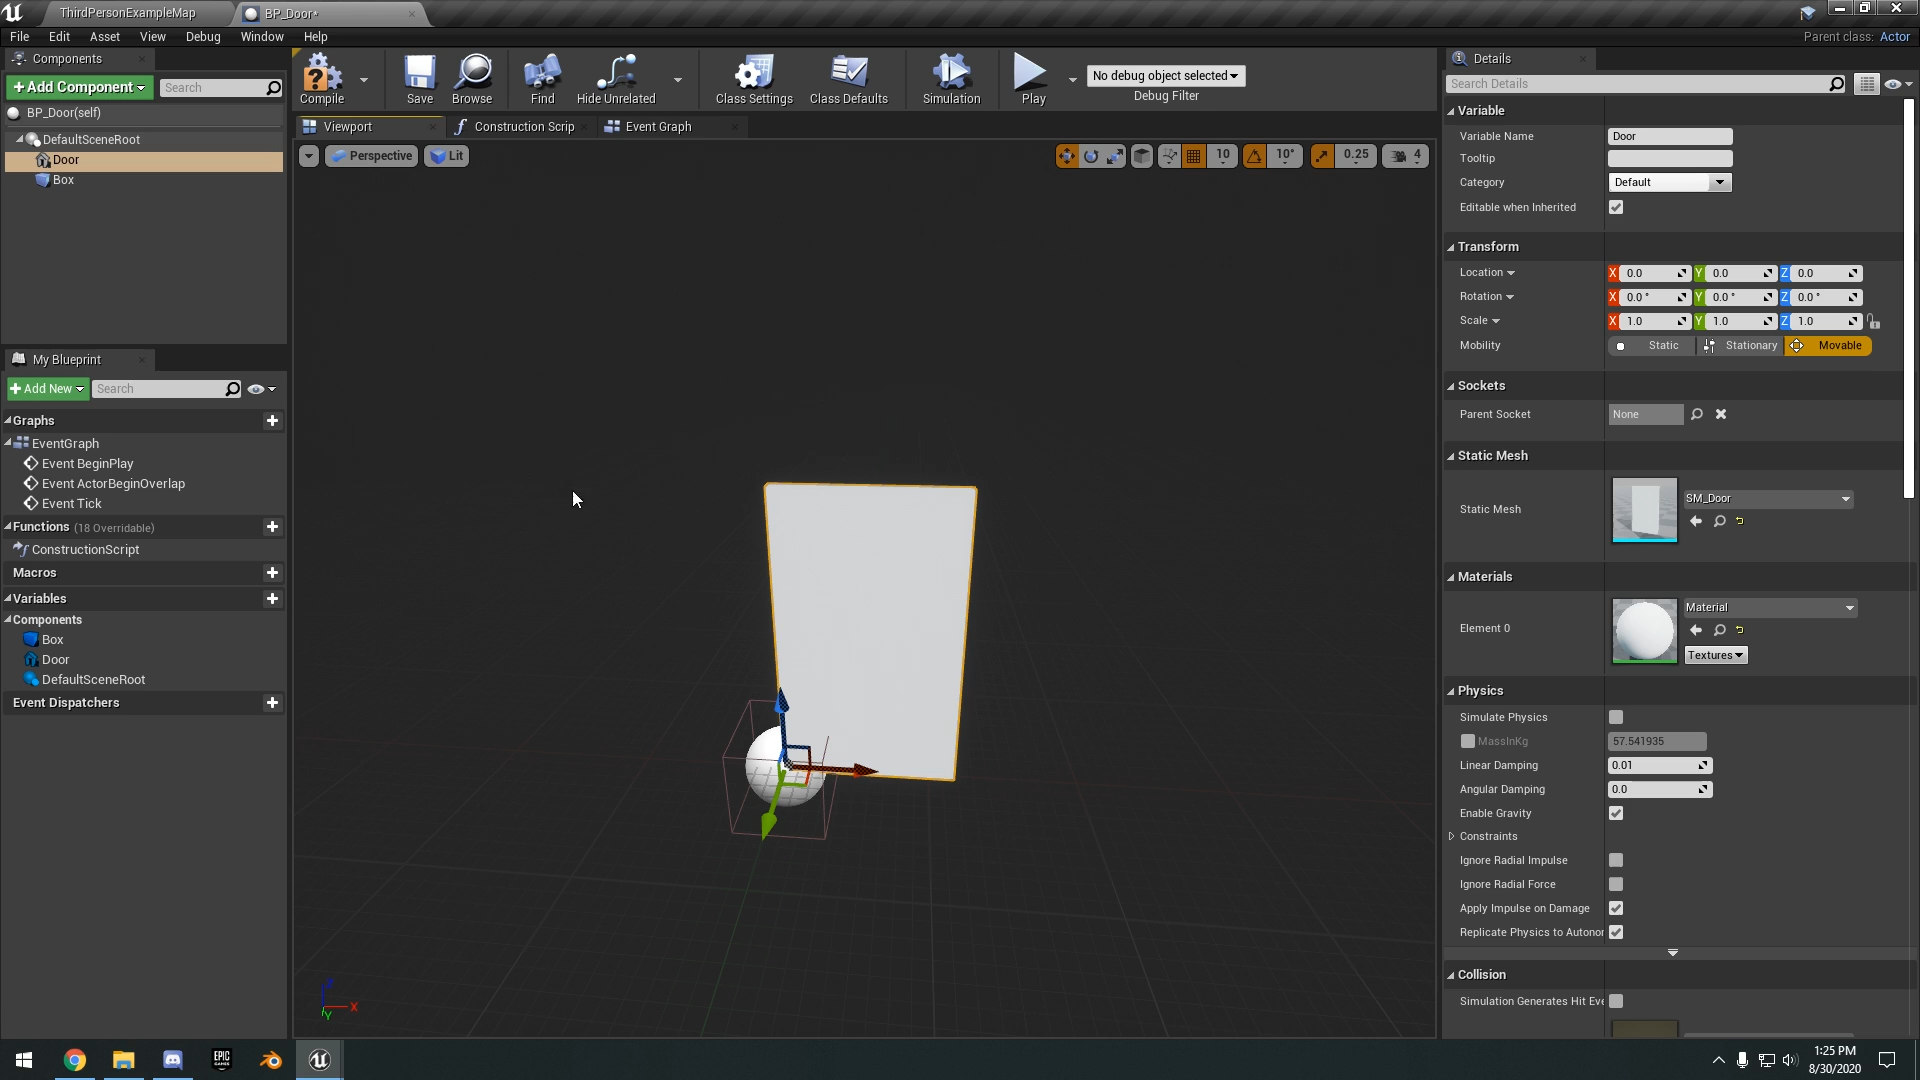 ThirdPersonExampleMap
BP_Door*
File Edit Asset View Debug Window Help
Parent class: Actor
Components
+Add Component
Search
BP_Door(self)
DefaultSceneRoot
Door
Box
Compile
Save
Browse
Find
Hide Unrelated
Class Settings
Class Defaults
Simulation
Play
No debug object selected
Debug Filter
Viewport
Construction Scrip
Event Graph
Perspective
Lit
10
10°
0.25
4
X
Y
My Blueprint
+Add New
Search
Graphs
EventGraph
Event BeginPlay
Event ActorBeginOverlap
Event Tick
Functions (18 Overridable)
ConstructionScript
Macros
Variables
Components
Box
Door
DefaultSceneRoot
Event Dispatchers
Details
Search Details
Variable
Variable Name Door
Tooltip
Category Default
Editable when Inherited
Transform
Location X 0.0 Y 0.0 Z 0.0
Rotation X 0.0 ° Y 0.0 ° Z 0.0 °
Scale X 1.0 Y 1.0 Z 1.0
Mobility Static Stationary Movable
Sockets
Parent Socket None
Static Mesh
Static Mesh SM_Door
Materials
Element 0 Material
Textures
Physics
Simulate Physics
MassInKg 57.541935
Linear Damping 0.01
Angular Damping 0.0
Enable Gravity
Constraints
Ignore Radial Impulse
Ignore Radial Force
Apply Impulse on Damage
Replicate Physics to Autonor
Collision
Simulation Generates Hit Eve
EPIC
GAMES
1:25 PM
8/30/2020